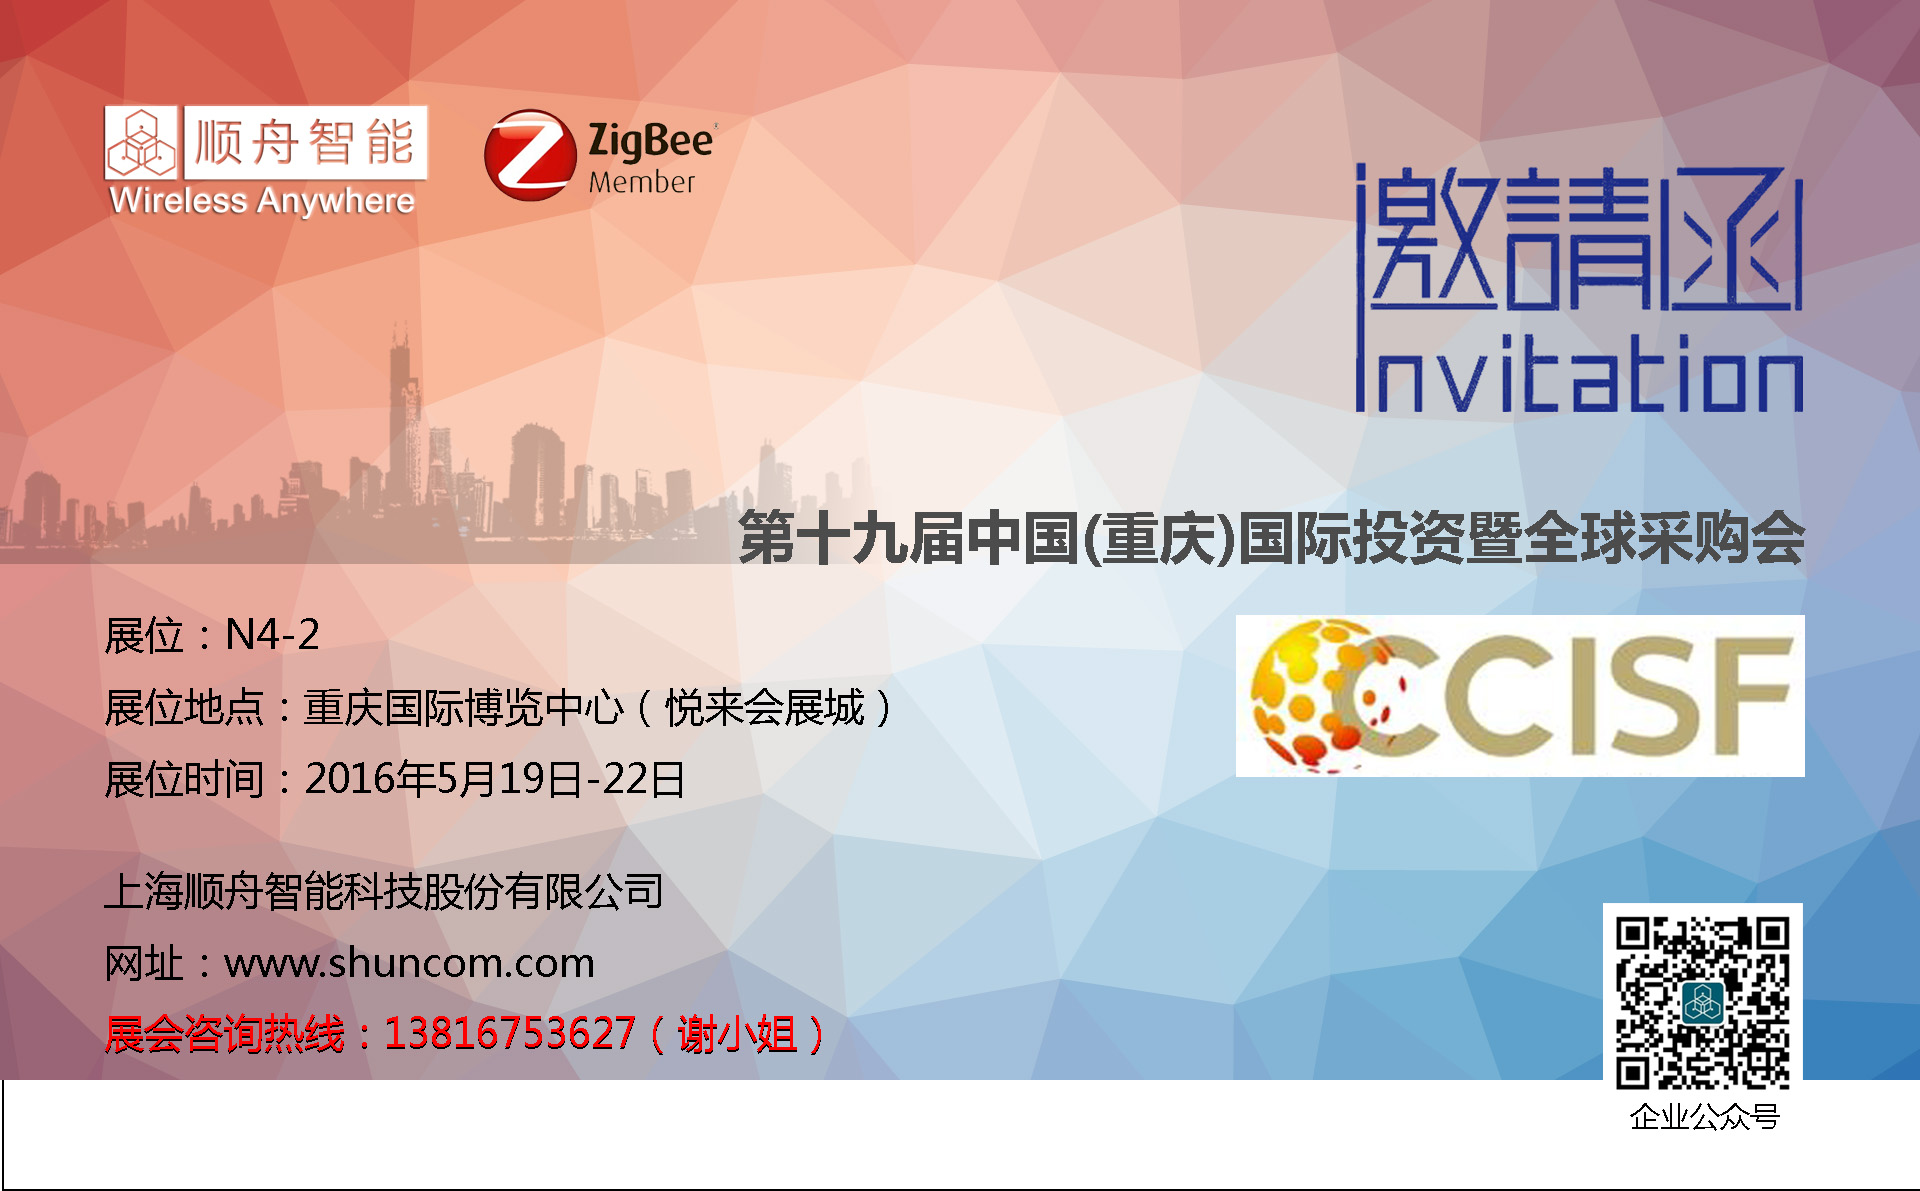 顺舟智能
Wireless Anywhere
ZigBee
Member
邀請函
Invitation
第十九届中国(重庆)国际投资暨全球采购会
CCISF
展位：N4-2
展位地点：重庆国际博览中心（悦来会展城）
展位时间：2016年5月19日-22日
上海顺舟智能科技股份有限公司
网址：www.shuncom.com
展会咨询热线：13816753627（谢小姐）
企业公众号